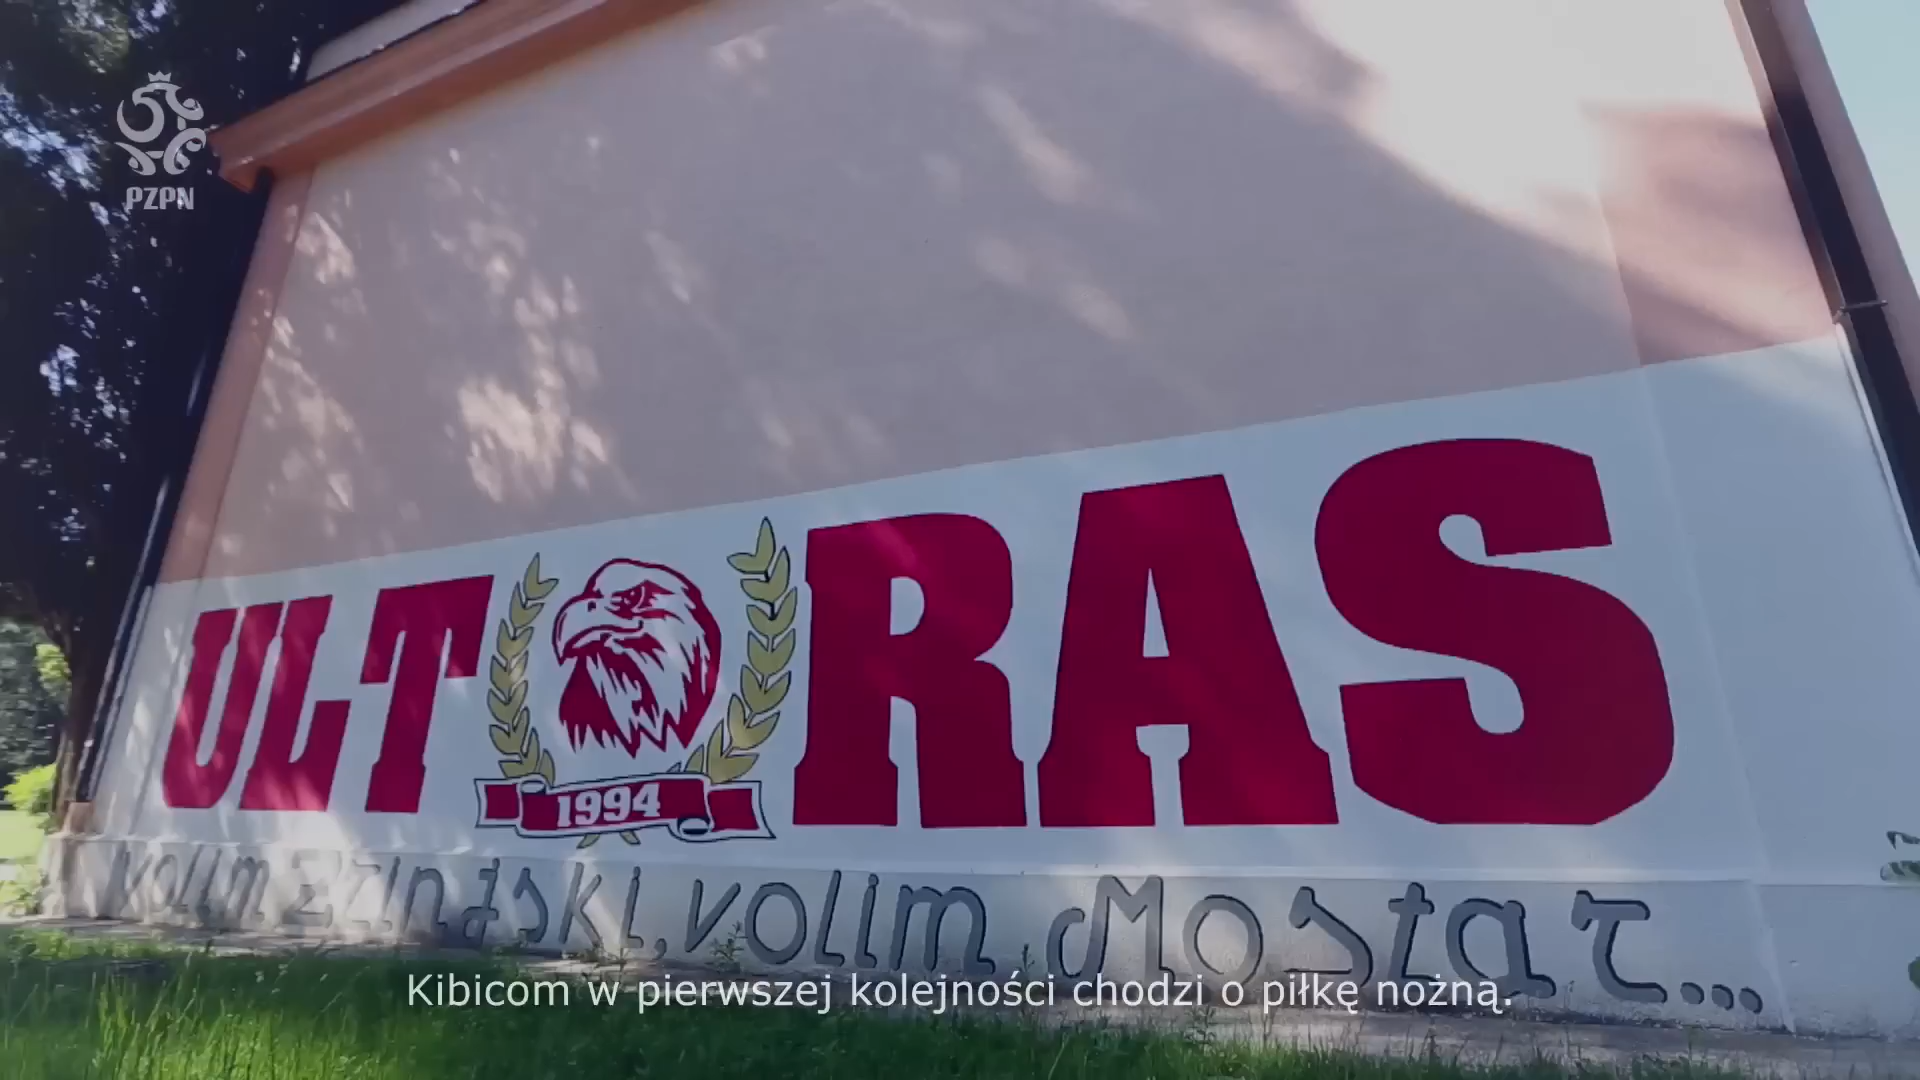 PZPN
ULTRAS
1994
volim Zrinjski, volim Mostar...
Kibicom w pierwszej kolejności chodzi o piłkę nożną.